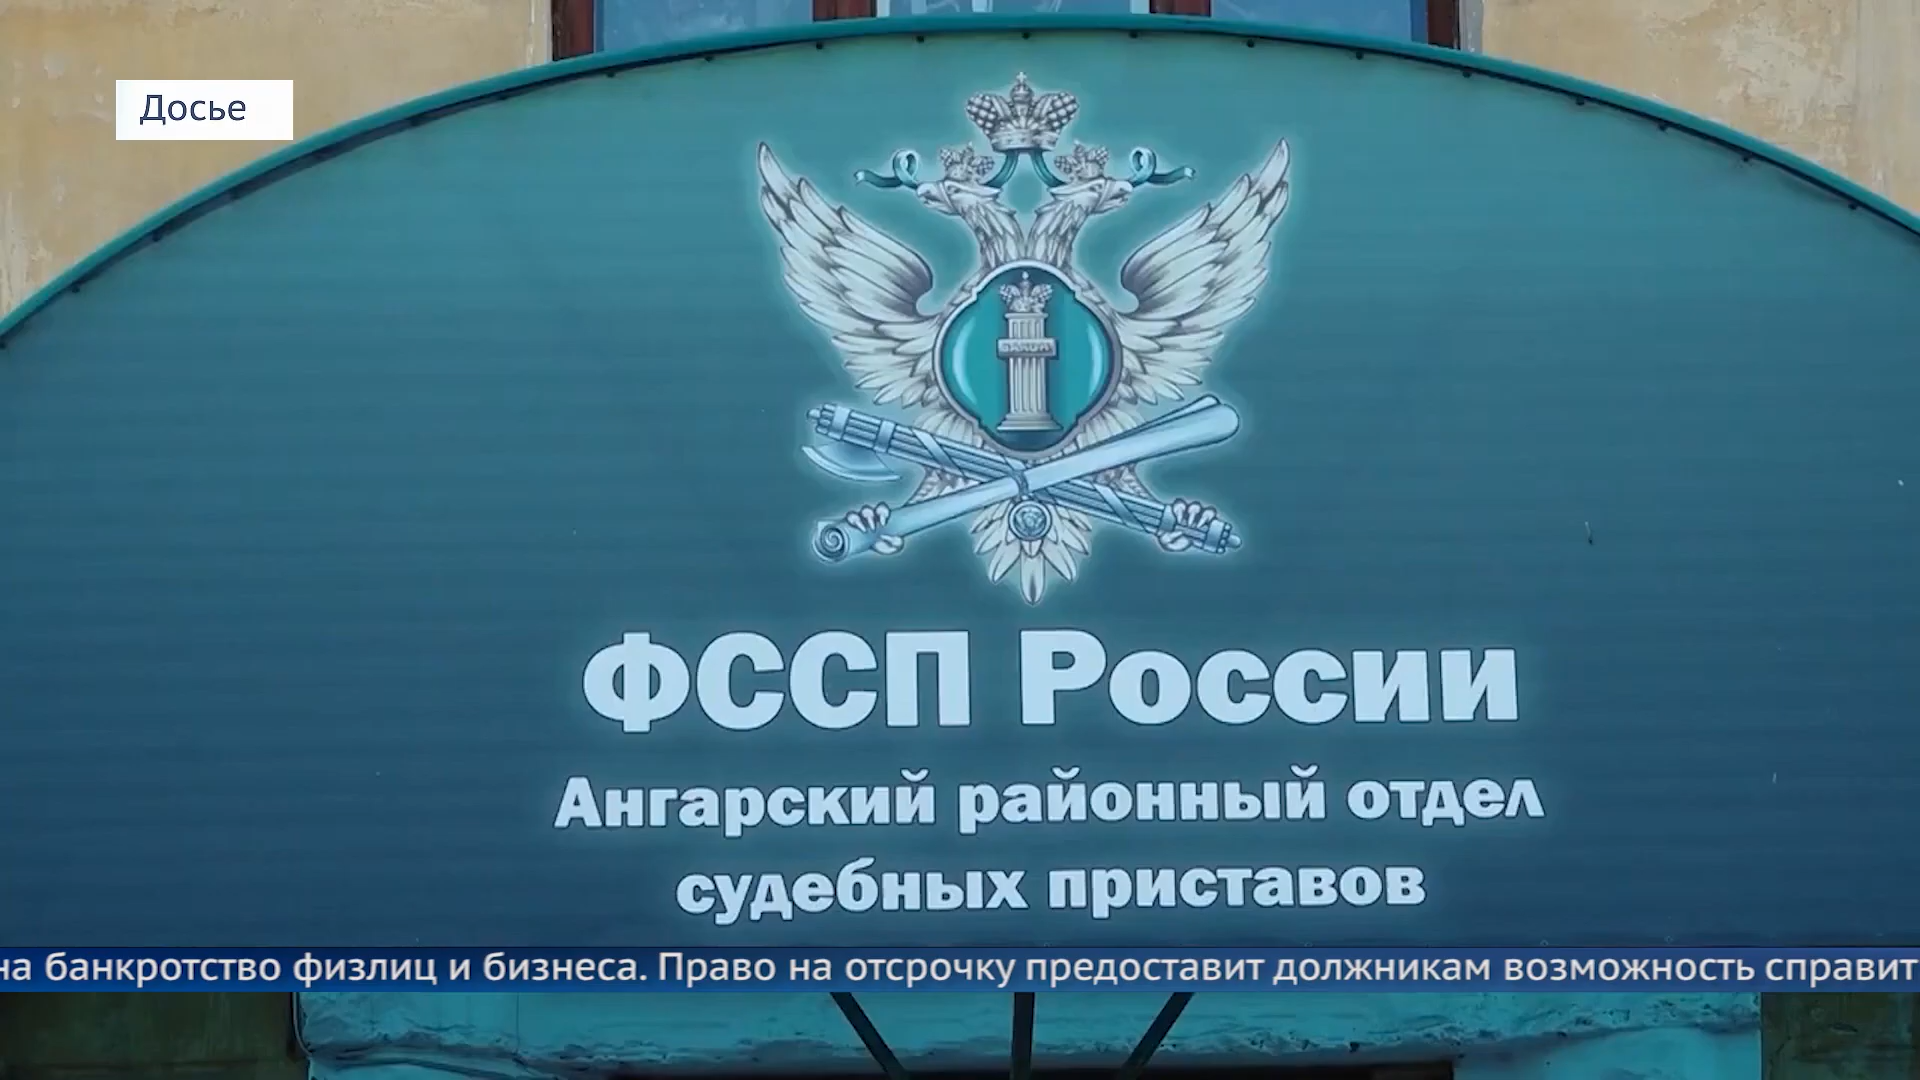 Досье
ФССП России
Ангарский районный отдел
судебных приставов
на банкротство физлиц и бизнеса. Право на отсрочку предоставит должникам возможность справит